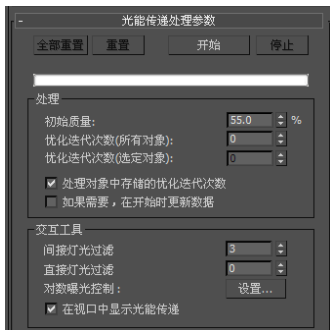 - 光能传递处理参数
全部重置 重置 开始 停止
处理
初始质量: 55.0 %
优化迭代次数(所有对象): 0
优化迭代次数(选定对象): 0
处理对象中存储的优化迭代次数
如果需要，在开始时更新数据
交互工具
间接灯光过滤 3
直接灯光过滤 0
对数曝光控制: 设置...
在视口中显示光能传递